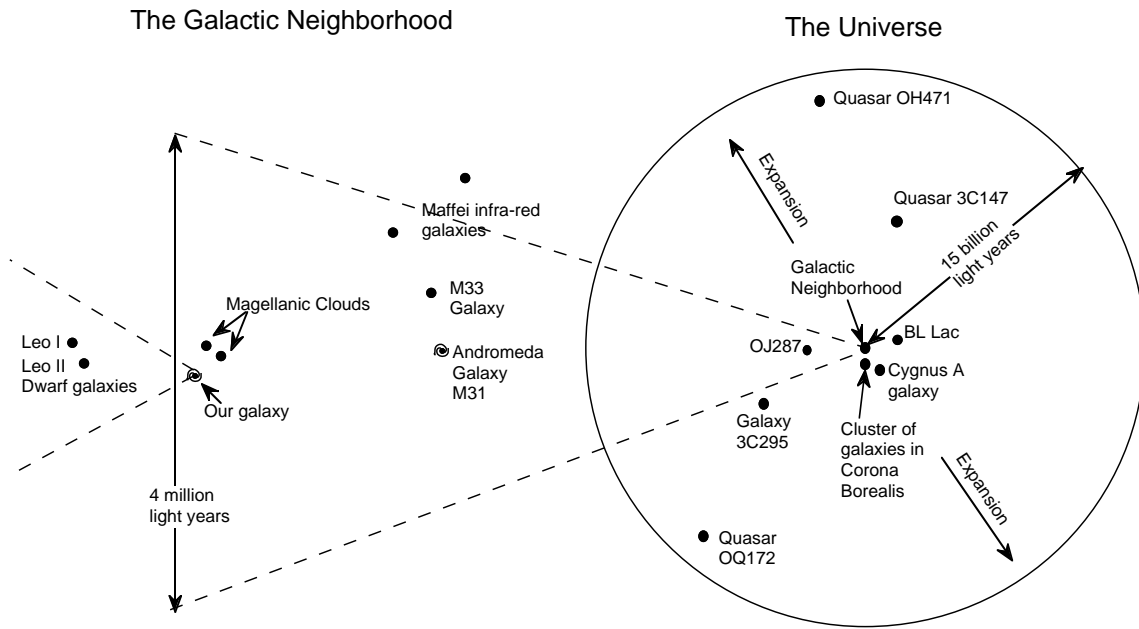 The Galactic Neighborhood
The Universe
Quasar OH471
Expansion
Quasar 3C147
15 billion
light years
Maffei infra-red
galaxies
Galactic
Neighborhood
M33
Galaxy
Magellanic Clouds
BL Lac
Leo I
Leo II
Dwarf galaxies
Andromeda
Galaxy
M31
OJ287
Cygnus A
galaxy
Our galaxy
Galaxy
3C295
Cluster of
galaxies in
Corona
Borealis
Expansion
4 million
light years
Quasar
OQ172